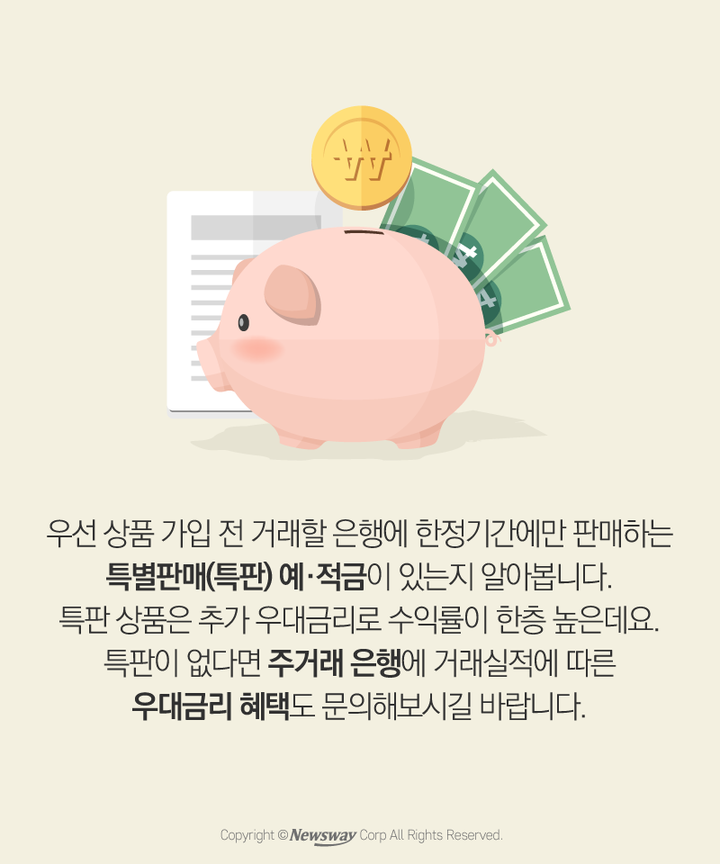 우선 상품 가입 전 거래할 은행에 한정기간에만 판매하는
특별판매(특판) 예·적금이 있는지 알아봅니다.
특판 상품은 추가 우대금리로 수익률이 한층 높은데요.
특판이 없다면 주거래 은행에 거래실적에 따른
우대금리 혜택도 문의해보시길 바랍니다.
Copyright © Newsway Corp All Rights Reserved.